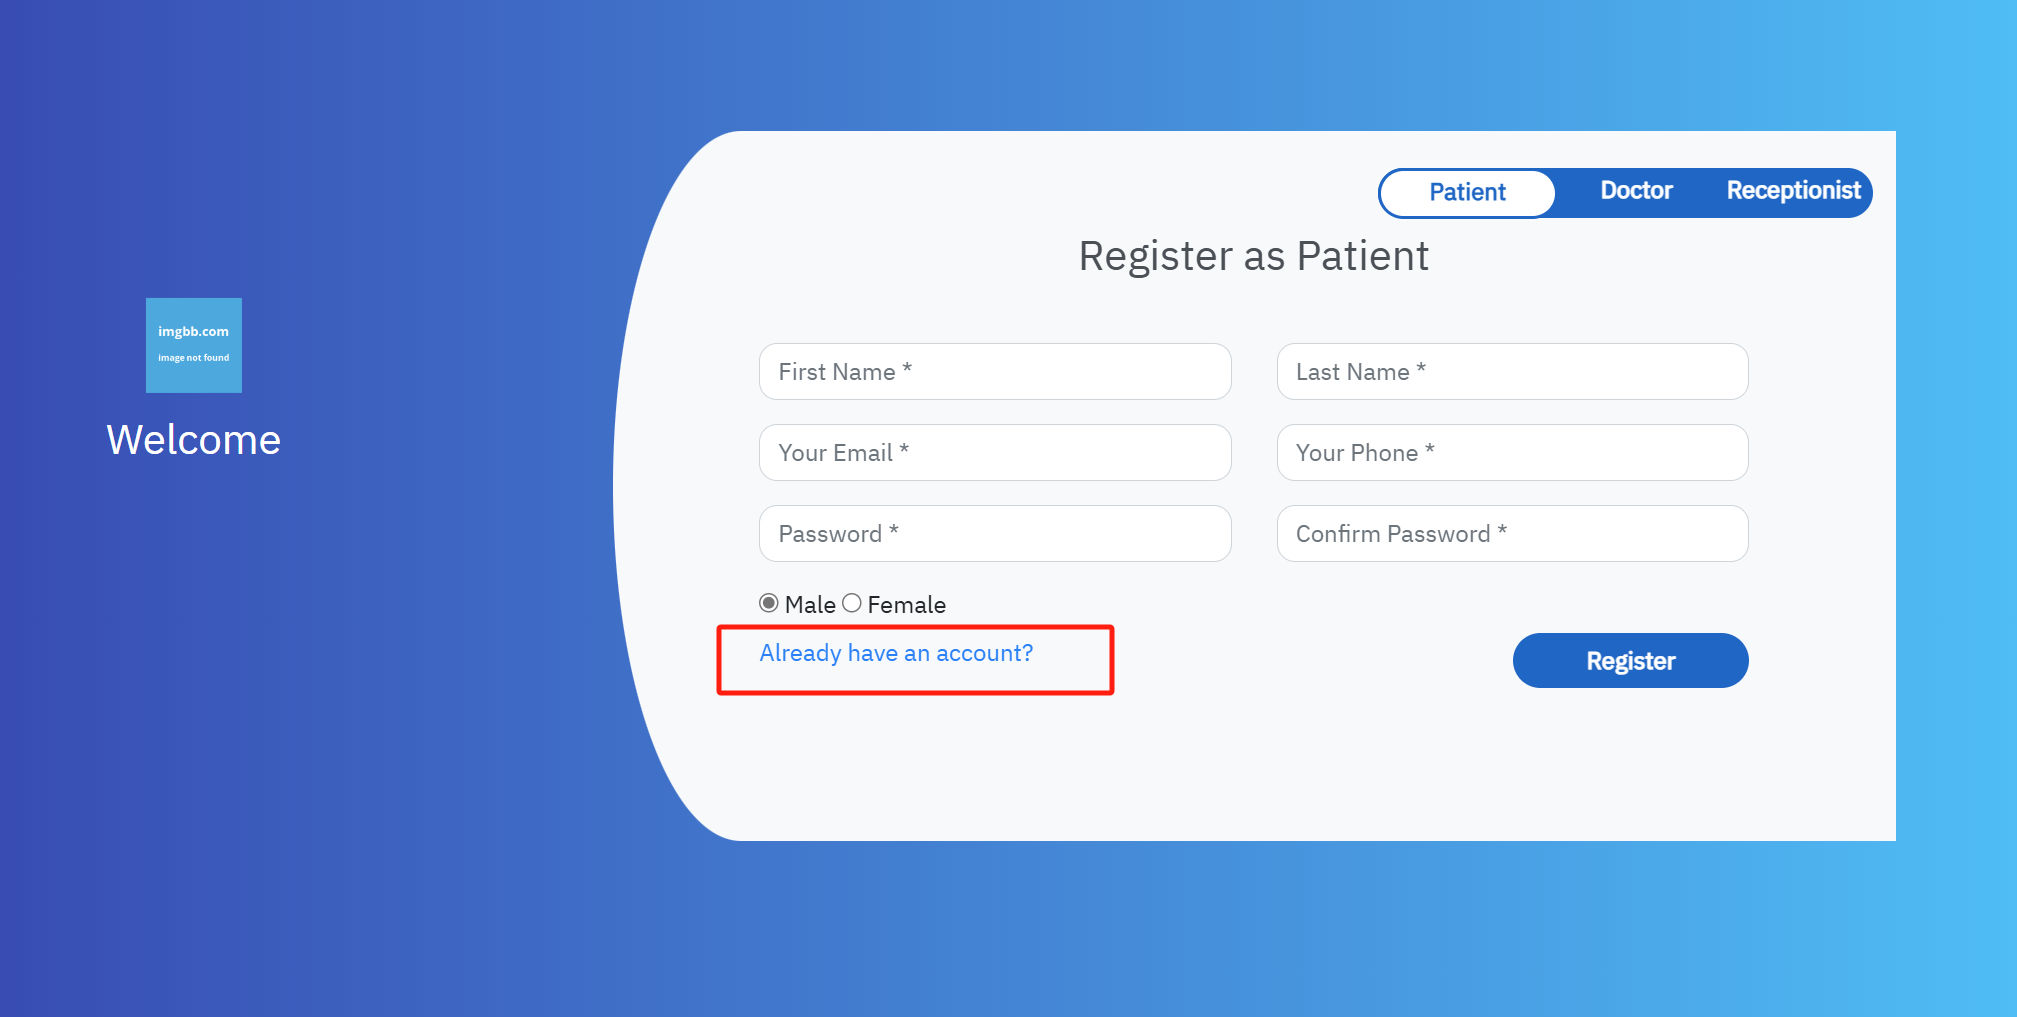 Patient Doctor Receptionist
Register as Patient
imgbb.com
Image not found
Welcome
First Name * Last Name *
Your Email * Your Phone *
Password * Confirm Password *
Male Female
Already have an account?
Register